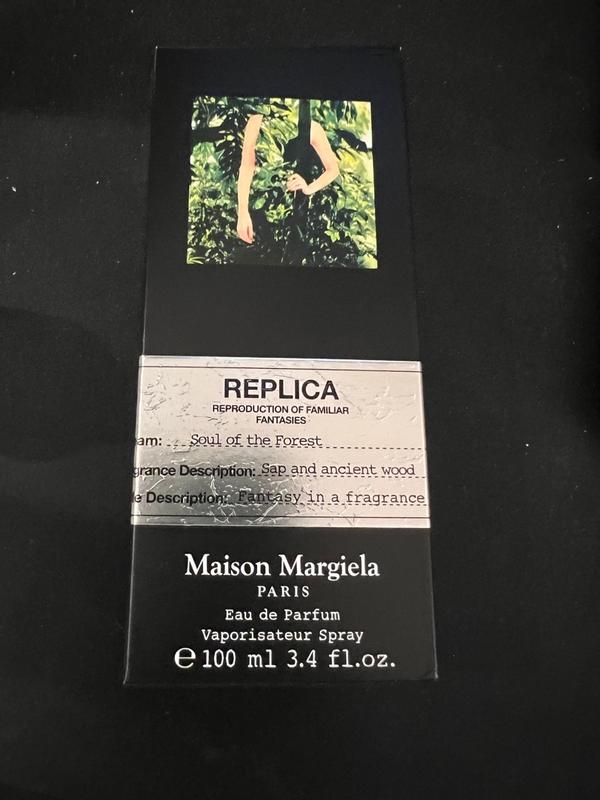 REPLICA
REPRODUCTION OF FAMILIAR
FANTASIES
am: Soul of the Forest
grance Description: Sap and ancient wood
e Description: Fantasy in a fragrance
Maison Margiela
PARIS
Eau de Parfum
Vaporisateur Spray
℮ 100 ml 3.4 fl.oz.